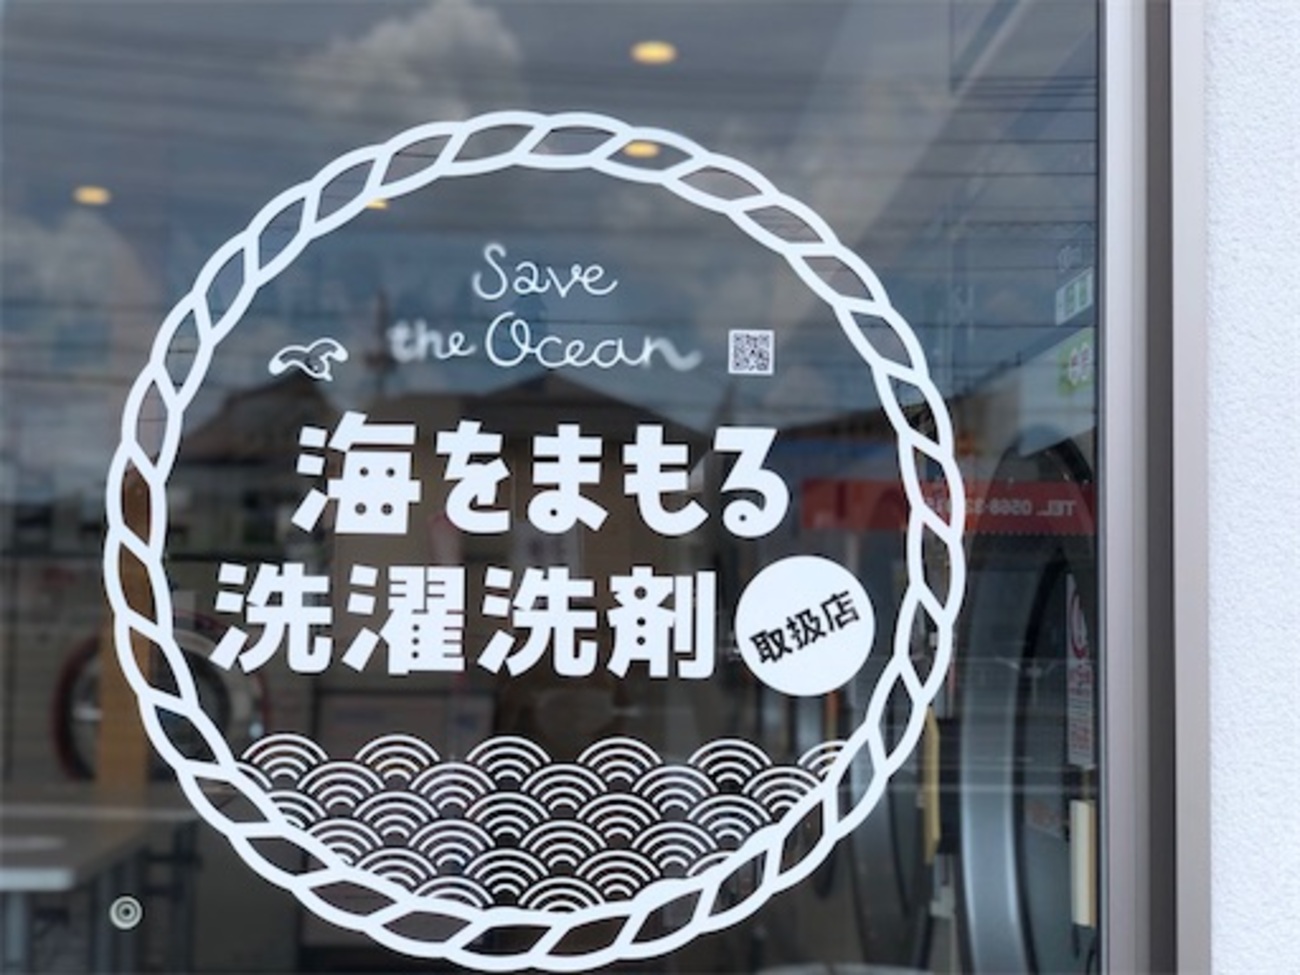 Save
the Ocean
海をまもる
洗濯洗剤
取扱店